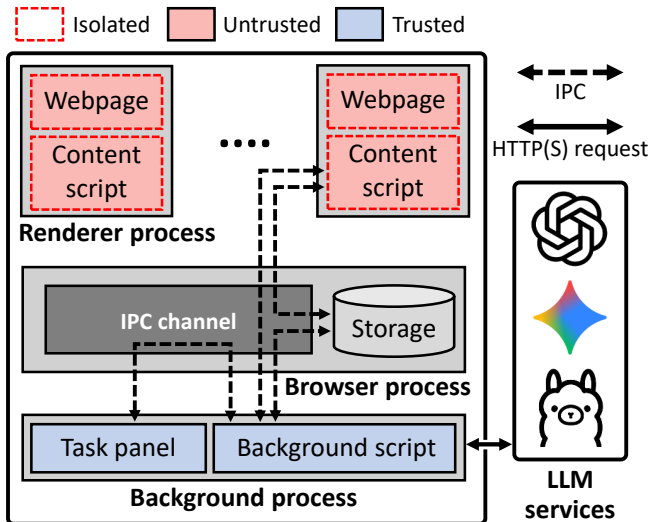 Isolated
Untrusted
Trusted
Webpage
Content
script
....
Webpage
Content
script
Renderer process
IPC
HTTP(S) request
IPC channel
Storage
Browser process
Task panel
Background script
Background process
LLM
services